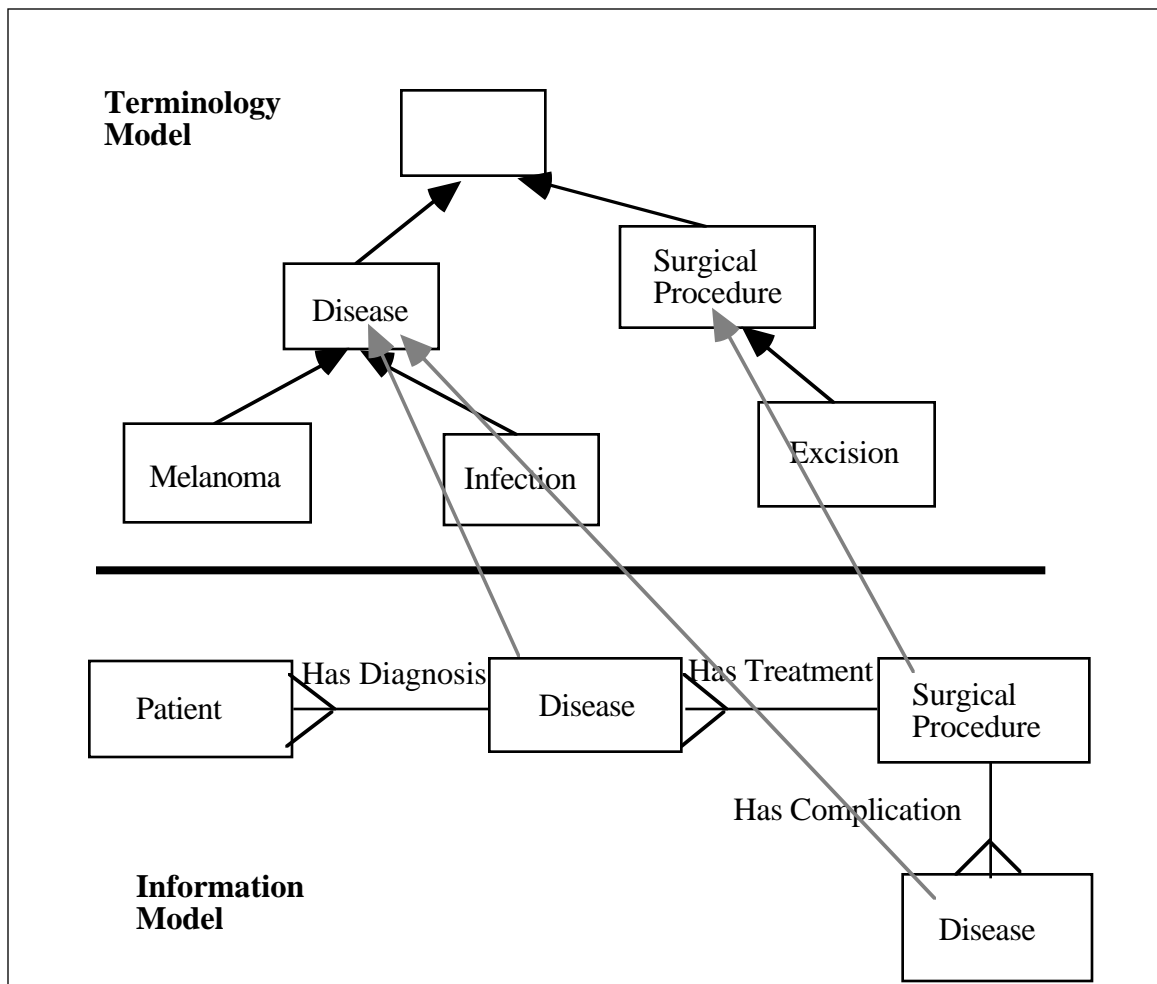 Terminology
Model
Surgical
Procedure
Disease
Melanoma
Infection
Excision
Has Diagnosis
Has Treatment
Patient
Disease
Surgical
Procedure
Has Complication
Information
Model
Disease